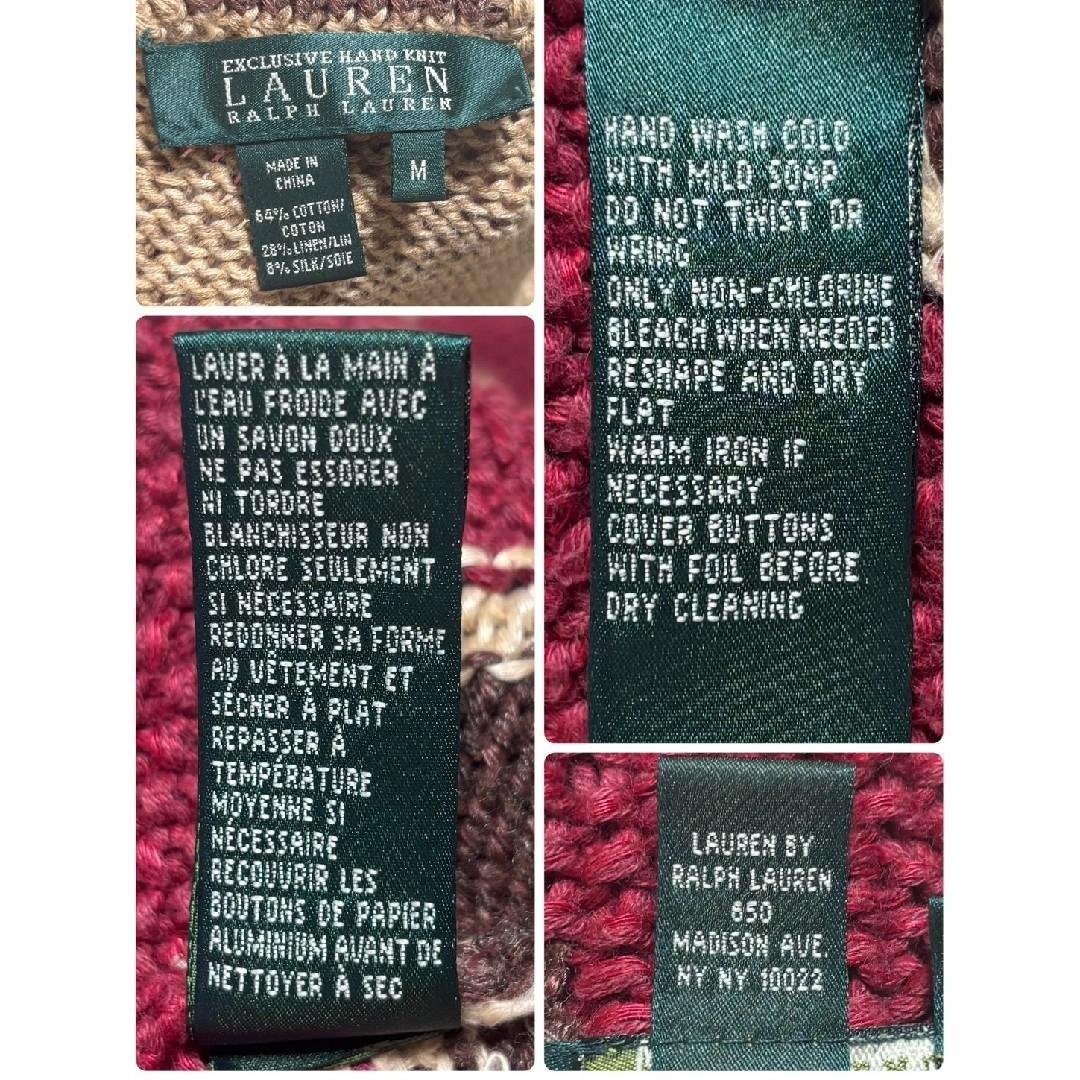 EXCLUSIVE HAND KNIT
LAUREN
RALPH LAUREN
M
MADE IN
CHINA
64% COTTON/
COTON
28% LINEN/LIN
8% SILK/SOIE
HAND WASH COLD
WITH MILD SOAP
DO NOT TWIST OR
WRING
ONLY NON-CHLORINE
BLEACH WHEN NEEDED
RESHAPE AND DRY
FLAT
WARM IRON IF
NECESSARY
COVER BUTTONS
WITH FOIL BEFORE
DRY CLEANING
LAVER À LA MAIN À
L'EAU FROIDE AVEC
UN SAVON DOUX
NE PAS ESSORER
NI TORDRE
BLANCHISSEUR NON
CHLORE SEULEMENT
SI NÉCESSAIRE
REDONNER SA FORME
AU VÊTEMENT ET
SÉCHER À PLAT
REPASSER À
TEMPÉRATURE
MOYENNE SI
NÉCESSAIRE
RECOUVRIR LES
BOUTONS DE PAPIER
ALUMINIUM AVANT DE
NETTOYER À SEC
LAUREN BY
RALPH LAUREN
650
MADISON AVE
NY NY 10022